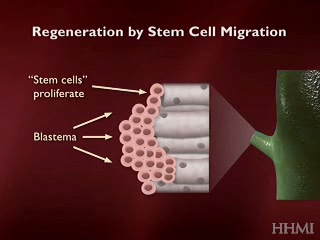 Regeneration by Stem Cell Migration
“Stem cells”
proliferate
Blastema
HHMI